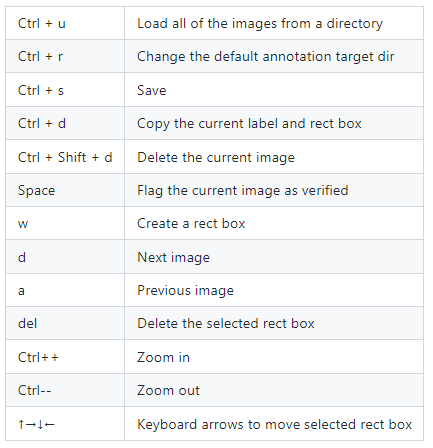 Ctrl + u Load all of the images from a directory
Ctrl + r Change the default annotation target dir
Ctrl + s Save
Ctrl + d Copy the current label and rect box
Ctrl + Shift + d Delete the current image
Space Flag the current image as verified
w Create a rect box
d Next image
a Previous image
del Delete the selected rect box
Ctrl++ Zoom in
Ctrl-- Zoom out
↑→↓← Keyboard arrows to move selected rect box